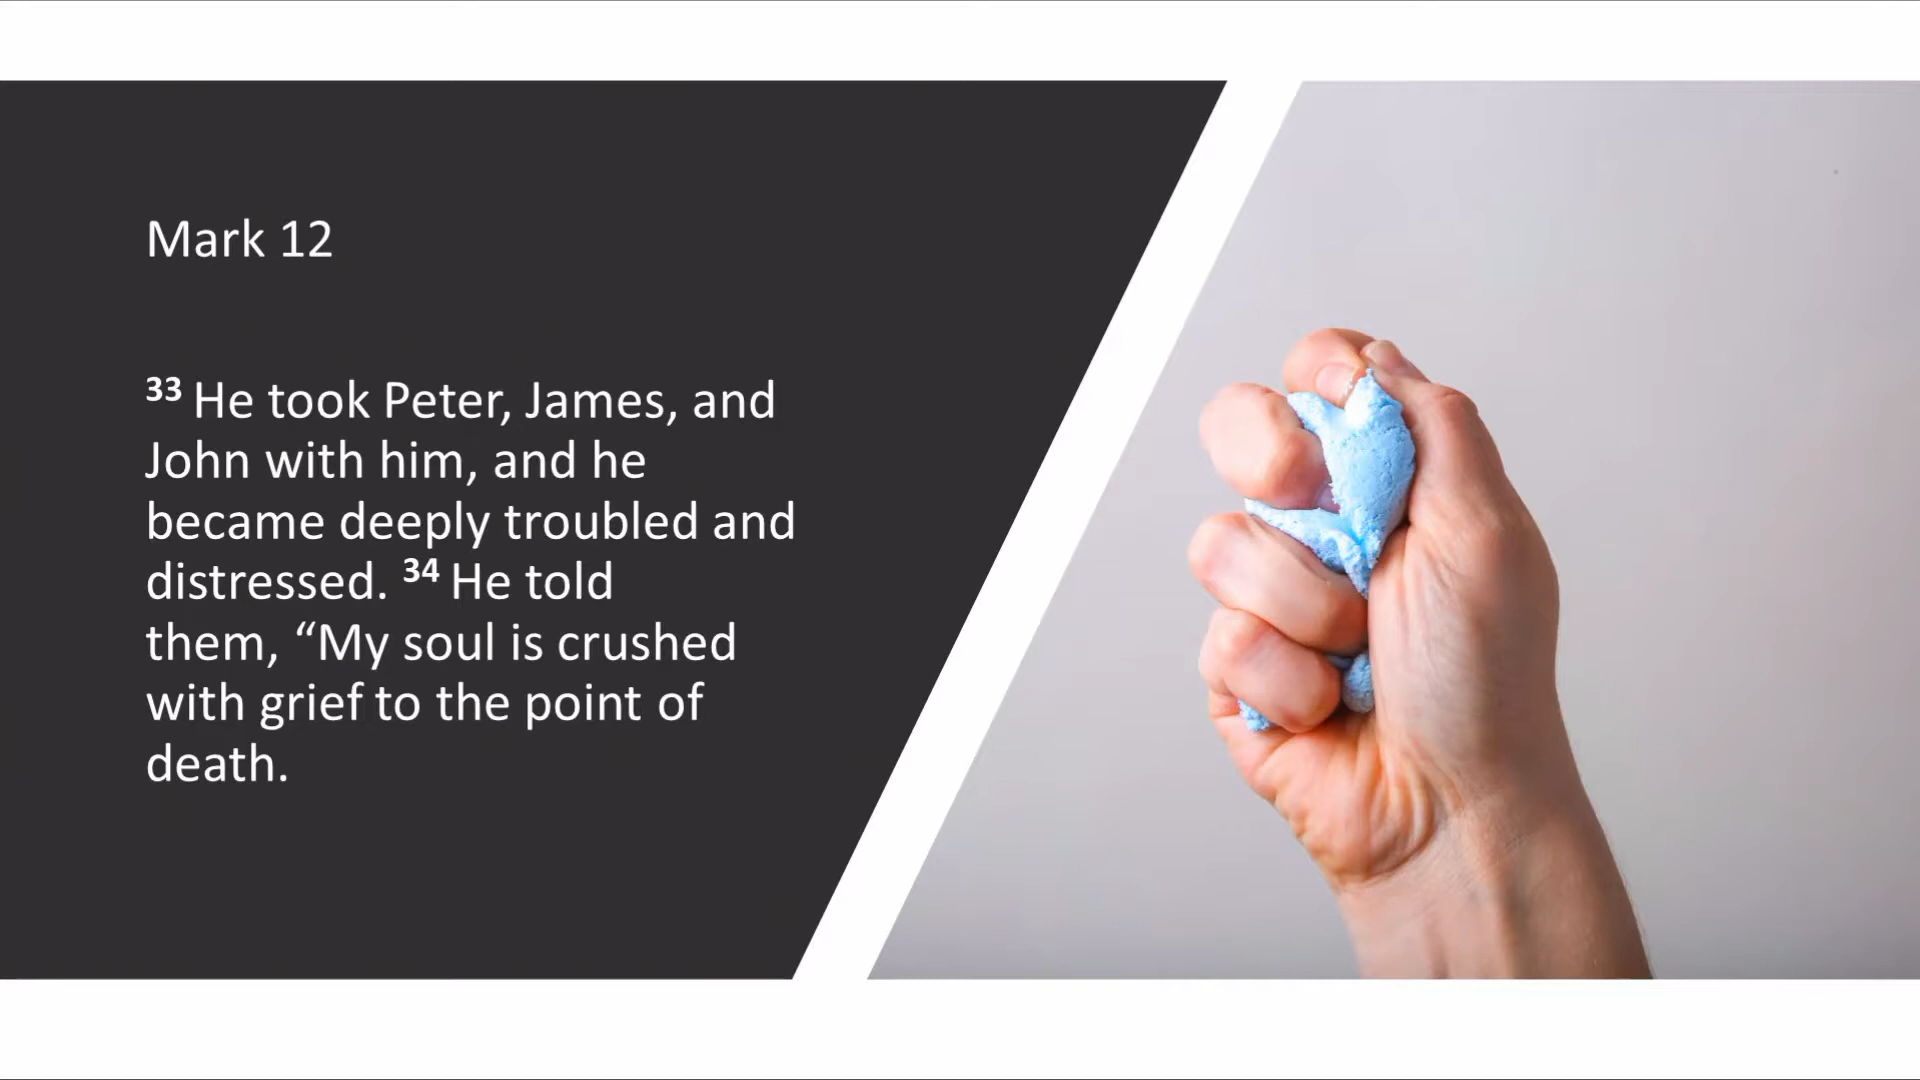 Mark 12
33 He took Peter, James, and
John with him, and he
became deeply troubled and
distressed. 34 He told
them, “My soul is crushed
with grief to the point of
death.